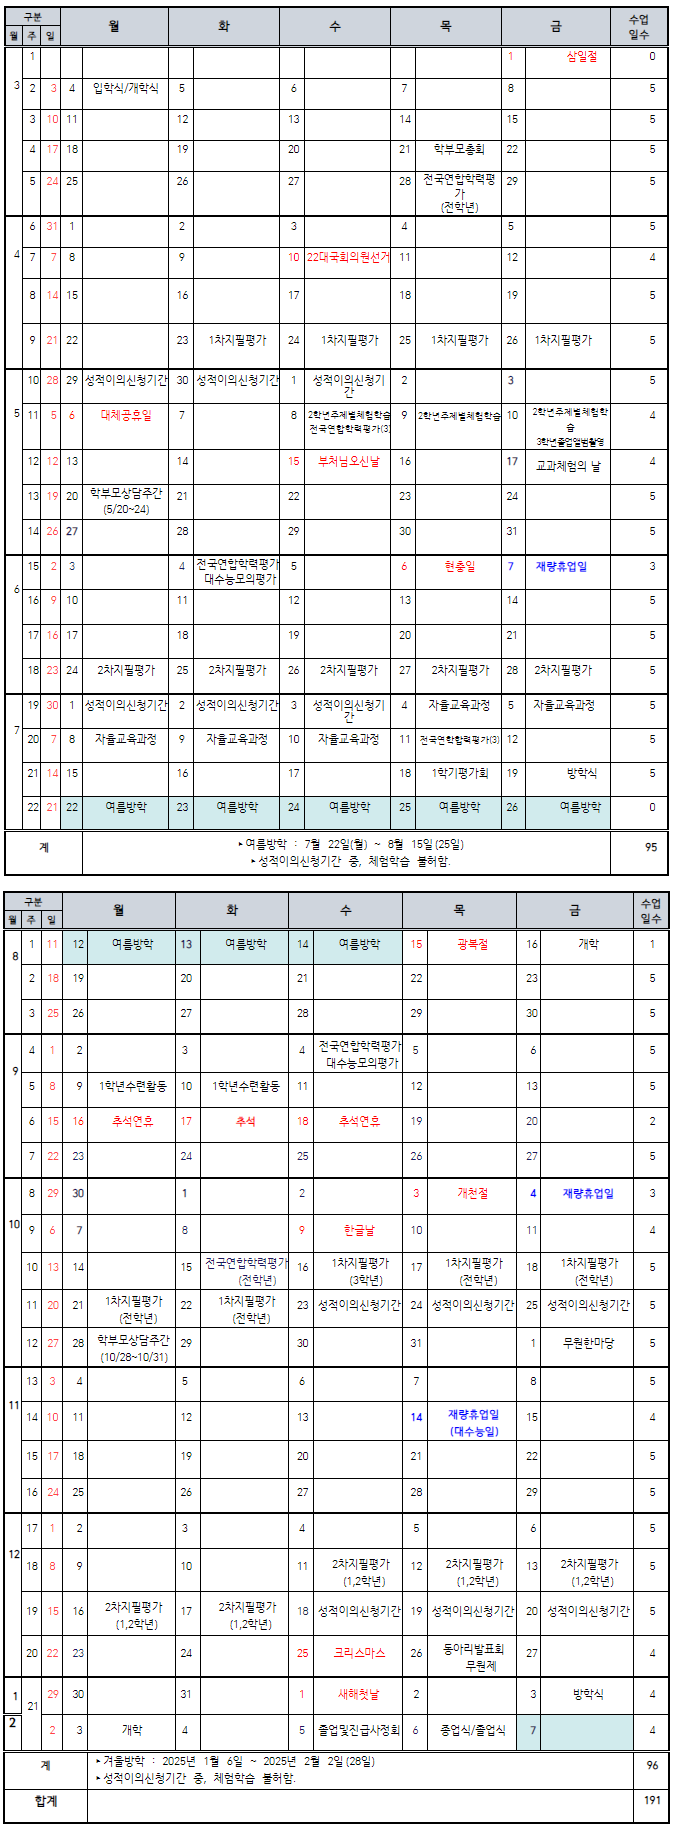 구분 월 화 수 목 금 수업
월 주 일 일수
1 1 삼일절 0
3 2 3 4 입학식/개학식 5 6 7 8 5
3 10 11 12 13 14 15 5
4 17 18 19 20 21 학부모총회 22 5
5 24 25 26 27 28 전국연합학력평 29 5
가
(전학년)
6 31 1 2 3 4 5 5
4 7 7 8 9 10 22대국회의원선거 11 12 4
8 14 15 16 17 18 19 5
9 21 22 23 1차지필평가 24 1차지필평가 25 1차지필평가 26 1차지필평가 5
10 28 29 성적이의신청기간 30 성적이의신청기간 1 성적이의신청기 2 3 5
간
5 11 5 6 대체공휴일 7 8 2학년주제별체험학습 9 2학년주제별체험학습 10 2학년주제별체험학 4
전국연합학력평가(3) 습
3학년졸업앨범촬영
12 12 13 14 15 부처님오신날 16 17 교과체험의 날 4
13 19 20 학부모상담주간 21 22 23 24 5
(5/20~24)
14 26 27 28 29 30 31 5
15 2 3 4 전국연합학력평가 5 6 현충일 7 재량휴업일 3
대수능모의평가
6 16 9 10 11 12 13 14 5
17 16 17 18 19 20 21 5
18 23 24 2차지필평가 25 2차지필평가 26 2차지필평가 27 2차지필평가 28 2차지필평가 5
19 30 1 성적이의신청기간 2 성적이의신청기간 3 성적이의신청기 4 자율교육과정 5 자율교육과정 5
간
7 20 7 8 자율교육과정 9 자율교육과정 10 자율교육과정 11 전국연학합력평가(3) 12 5
21 14 15 16 17 18 1학기평가회 19 방학식 5
22 21 22 여름방학 23 여름방학 24 여름방학 25 여름방학 26 여름방학 0
계 ▸여름방학 : 7월 22일(월) ~ 8월 15일(25일) 95
▸성적이의신청기간 중, 체험학습 불허함.
구분 월 화 수 목 금 수업
월 주 일 일수
8 1 11 12 여름방학 13 여름방학 14 여름방학 15 광복절 16 개학 1
2 18 19 20 21 22 23 5
3 25 26 27 28 29 30 5
4 1 2 3 4 전국연합학력평가 5 6 5
대수능모의평가
9 5 8 9 1학년수련활동 10 1학년수련활동 11 12 13 5
6 15 16 추석연휴 17 추석 18 추석연휴 19 20 2
7 22 23 24 25 26 27 5
8 29 30 1 2 3 개천절 4 재량휴업일 3
10 9 6 7 8 9 한글날 10 11 4
10 13 14 15 전국연합학력평가 16 1차지필평가 17 1차지필평가 18 1차지필평가 5
(전학년) (3학년) (전학년) (전학년)
11 20 21 1차지필평가 22 1차지필평가 23 성적이의신청기간 24 성적이의신청기간 25 성적이의신청기간 5
(전학년) (전학년)
12 27 28 학부모상담주간 29 30 31 1 무원한마당 5
(10/28~10/31)
13 3 4 5 6 7 8 5
11 14 10 11 12 13 14 재량휴업일 15 4
(대수능일)
15 17 18 19 20 21 22 5
16 24 25 26 27 28 29 5
17 1 2 3 4 5 6 5
12 18 8 9 10 11 2차지필평가 12 2차지필평가 13 2차지필평가 5
(1,2학년) (1,2학년) (1,2학년)
19 15 16 2차지필평가 17 2차지필평가 18 성적이의신청기간 19 성적이의신청기간 20 성적이의신청기간 5
(1,2학년) (1,2학년)
20 22 23 24 25 크리스마스 26 동아리발표회 27 4
무원제
1 21 29 30 31 1 새해첫날 2 3 방학식 4
2 2 3 개학 4 5 졸업및진급사정회 6 종업식/졸업식 7 4
계 ▸겨울방학 : 2025년 1월 6일 ~ 2025년 2월 2일(28일) 96
▸성적이의신청기간 중, 체험학습 불허함.
합계 191